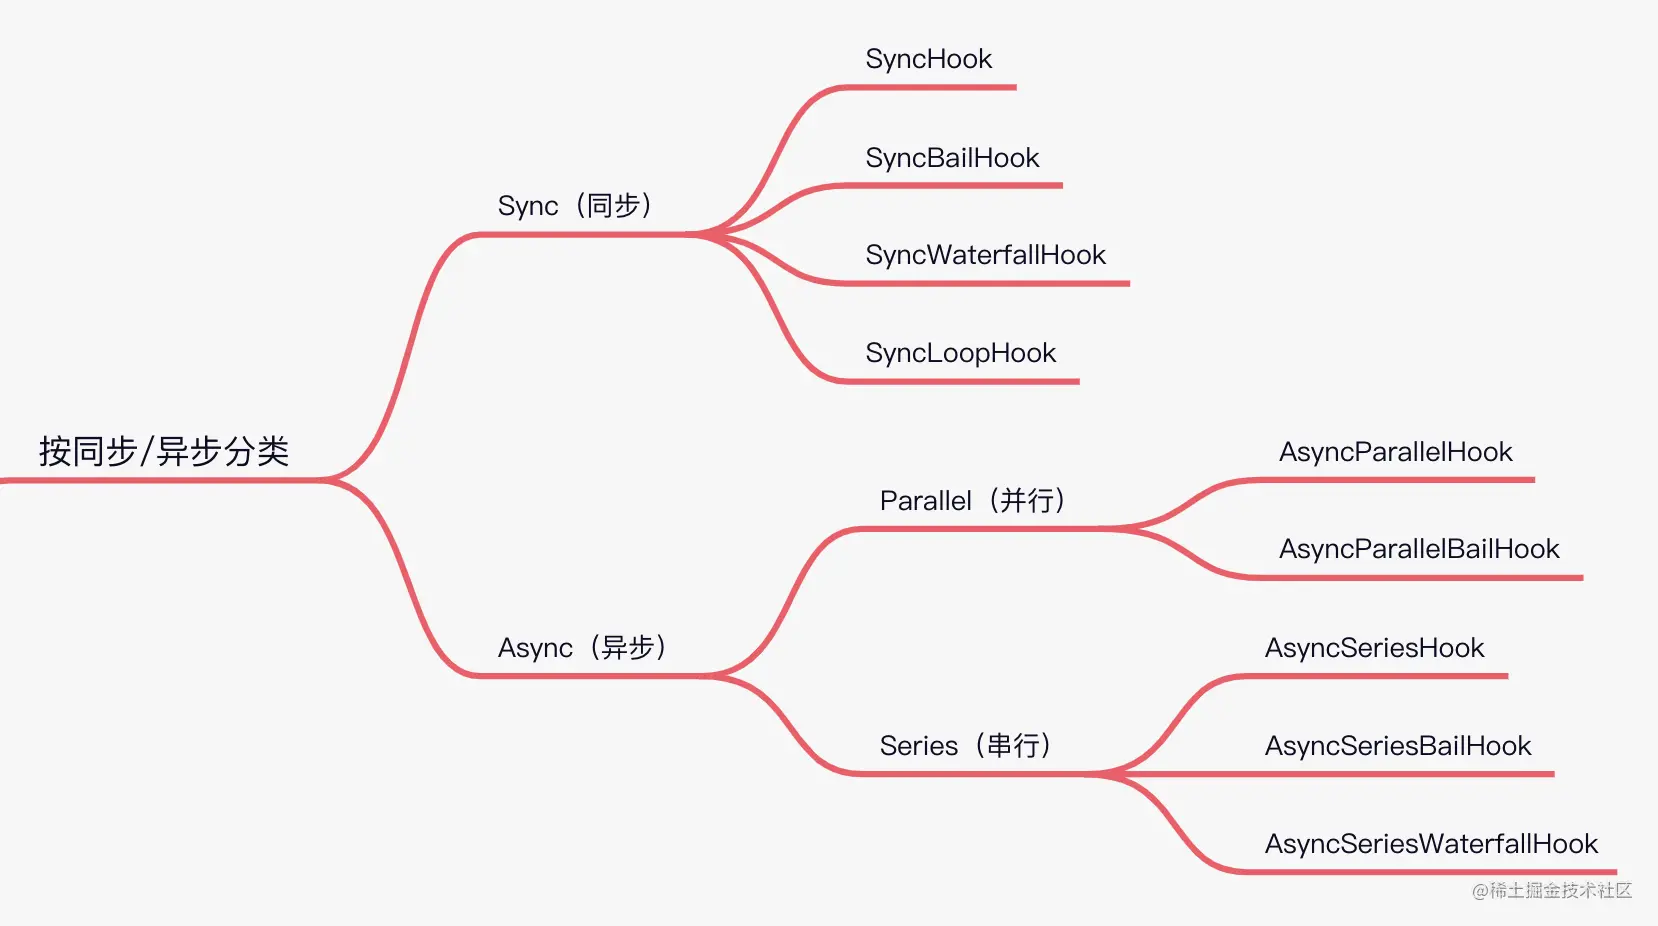 按同步/异步分类
Sync（同步）
SyncHook
SyncBailHook
SyncWaterfallHook
SyncLoopHook
Async（异步）
Parallel（并行）
AsyncParallelHook
AsyncParallelBailHook
Series（串行）
AsyncSeriesHook
AsyncSeriesBailHook
AsyncSeriesWaterfallHook
@稀土掘金技术社区